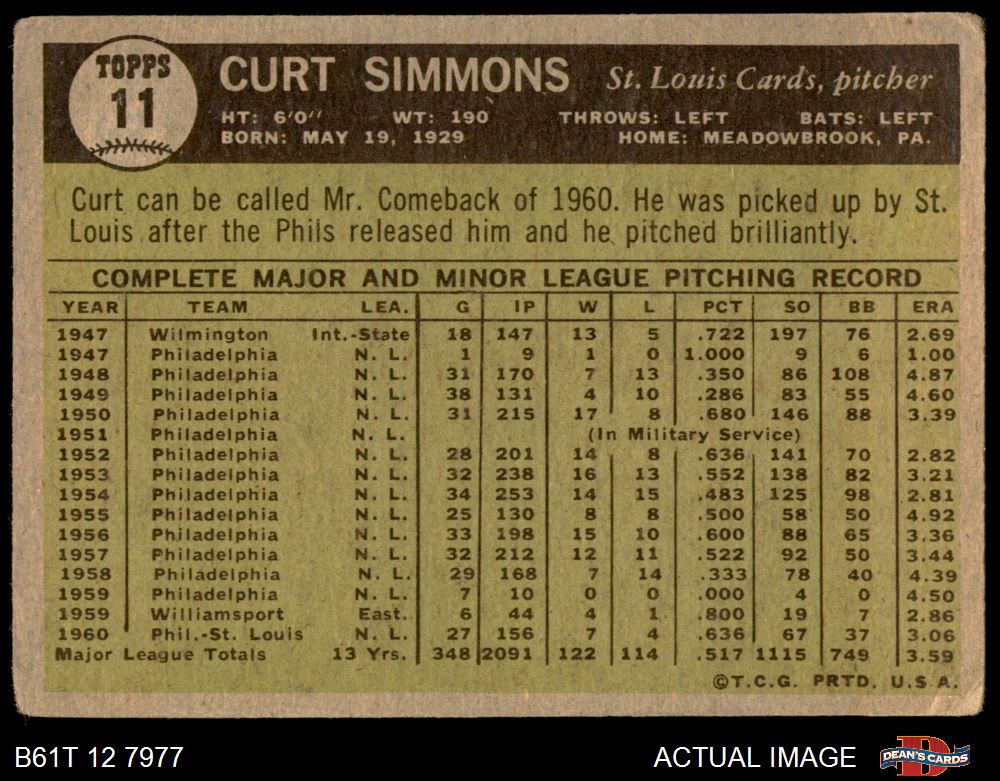 TOPPS
11
CURT SIMMONS St. Louis Cards, pitcher
HT: 6'0'' WT: 190 THROWS: LEFT BATS: LEFT
BORN: MAY 19, 1929 HOME: MEADOWBROOK, PA.
Curt can be called Mr. Comeback of 1960. He was picked up by St.
Louis after the Phils released him and he pitched brilliantly.
COMPLETE MAJOR AND MINOR LEAGUE PITCHING RECORD
YEAR TEAM LEA. G IP W L PCT SO BB ERA
1947 Wilmington Int.-State 18 147 13 5 .722 197 76 2.69
1947 Philadelphia N. L. 1 9 1 0 1.000 9 6 1.00
1948 Philadelphia N. L. 31 170 7 13 .350 86 108 4.87
1949 Philadelphia N. L. 38 131 4 10 .286 83 55 4.60
1950 Philadelphia N. L. 31 215 17 8 .680 146 88 3.39
1951 Philadelphia N. L. (In Military Service)
1952 Philadelphia N. L. 28 201 14 8 .636 141 70 2.82
1953 Philadelphia N. L. 32 238 16 13 .552 138 82 3.21
1954 Philadelphia N. L. 34 253 14 15 .483 125 98 2.81
1955 Philadelphia N. L. 25 130 8 8 .500 58 50 4.92
1956 Philadelphia N. L. 33 198 15 10 .600 88 65 3.36
1957 Philadelphia N. L. 32 212 12 11 .522 92 50 3.44
1958 Philadelphia N. L. 29 168 7 14 .333 78 40 4.39
1959 Philadelphia N. L. 7 10 0 0 .000 4 0 4.50
1959 Williamsport East. 6 44 4 1 .800 19 7 2.86
1960 Phil.-St. Louis N. L. 27 156 7 4 .636 67 37 3.06
Major League Totals 13 Yrs. 348 2091 122 114 .517 1115 749 3.59
©T.C.G. PRTD. U.S.A.
B61T 12 7977 ACTUAL IMAGE DEAN'S CARDS